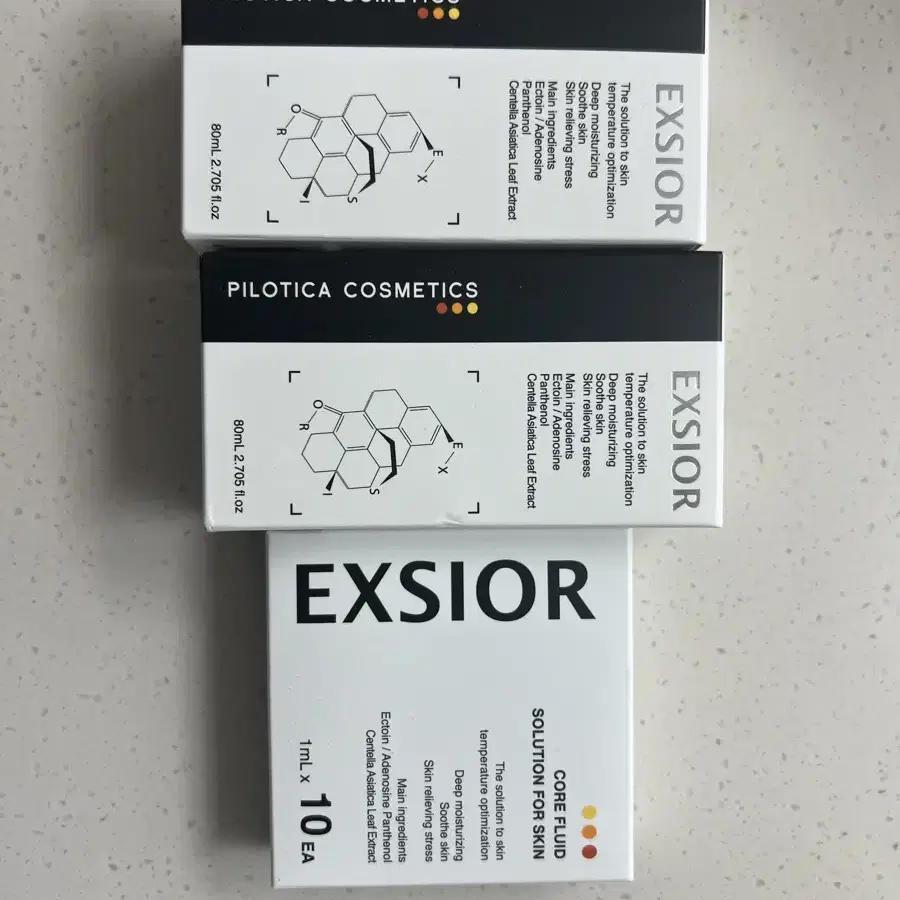 PILOTICA COSMETICS
EXSIOR
The solution to skin
temperature optimization
Deep moisturizing
Soothe skin
Skin relieving stress
Main ingredients
Ectoin / Adenosine
Panthenol
Centella Asiatica Leaf Extract
O
R
E
X
S
I
80mL 2.705 fl.oz
PILOTICA COSMETICS
EXSIOR
The solution to skin
temperature optimization
Deep moisturizing
Soothe skin
Skin relieving stress
Main ingredients
Ectoin / Adenosine
Panthenol
Centella Asiatica Leaf Extract
O
R
E
X
S
I
80mL 2.705 fl.oz
EXSIOR
CORE FLUID
SOLUTION FOR SKIN
The solution to skin
temperature optimization
Deep moisturizing
Soothe skin
Skin relieving stress
Main ingredients
Ectoin / Adenosine Panthenol
Centella Asiatica Leaf Extract
1mL x 10 EA